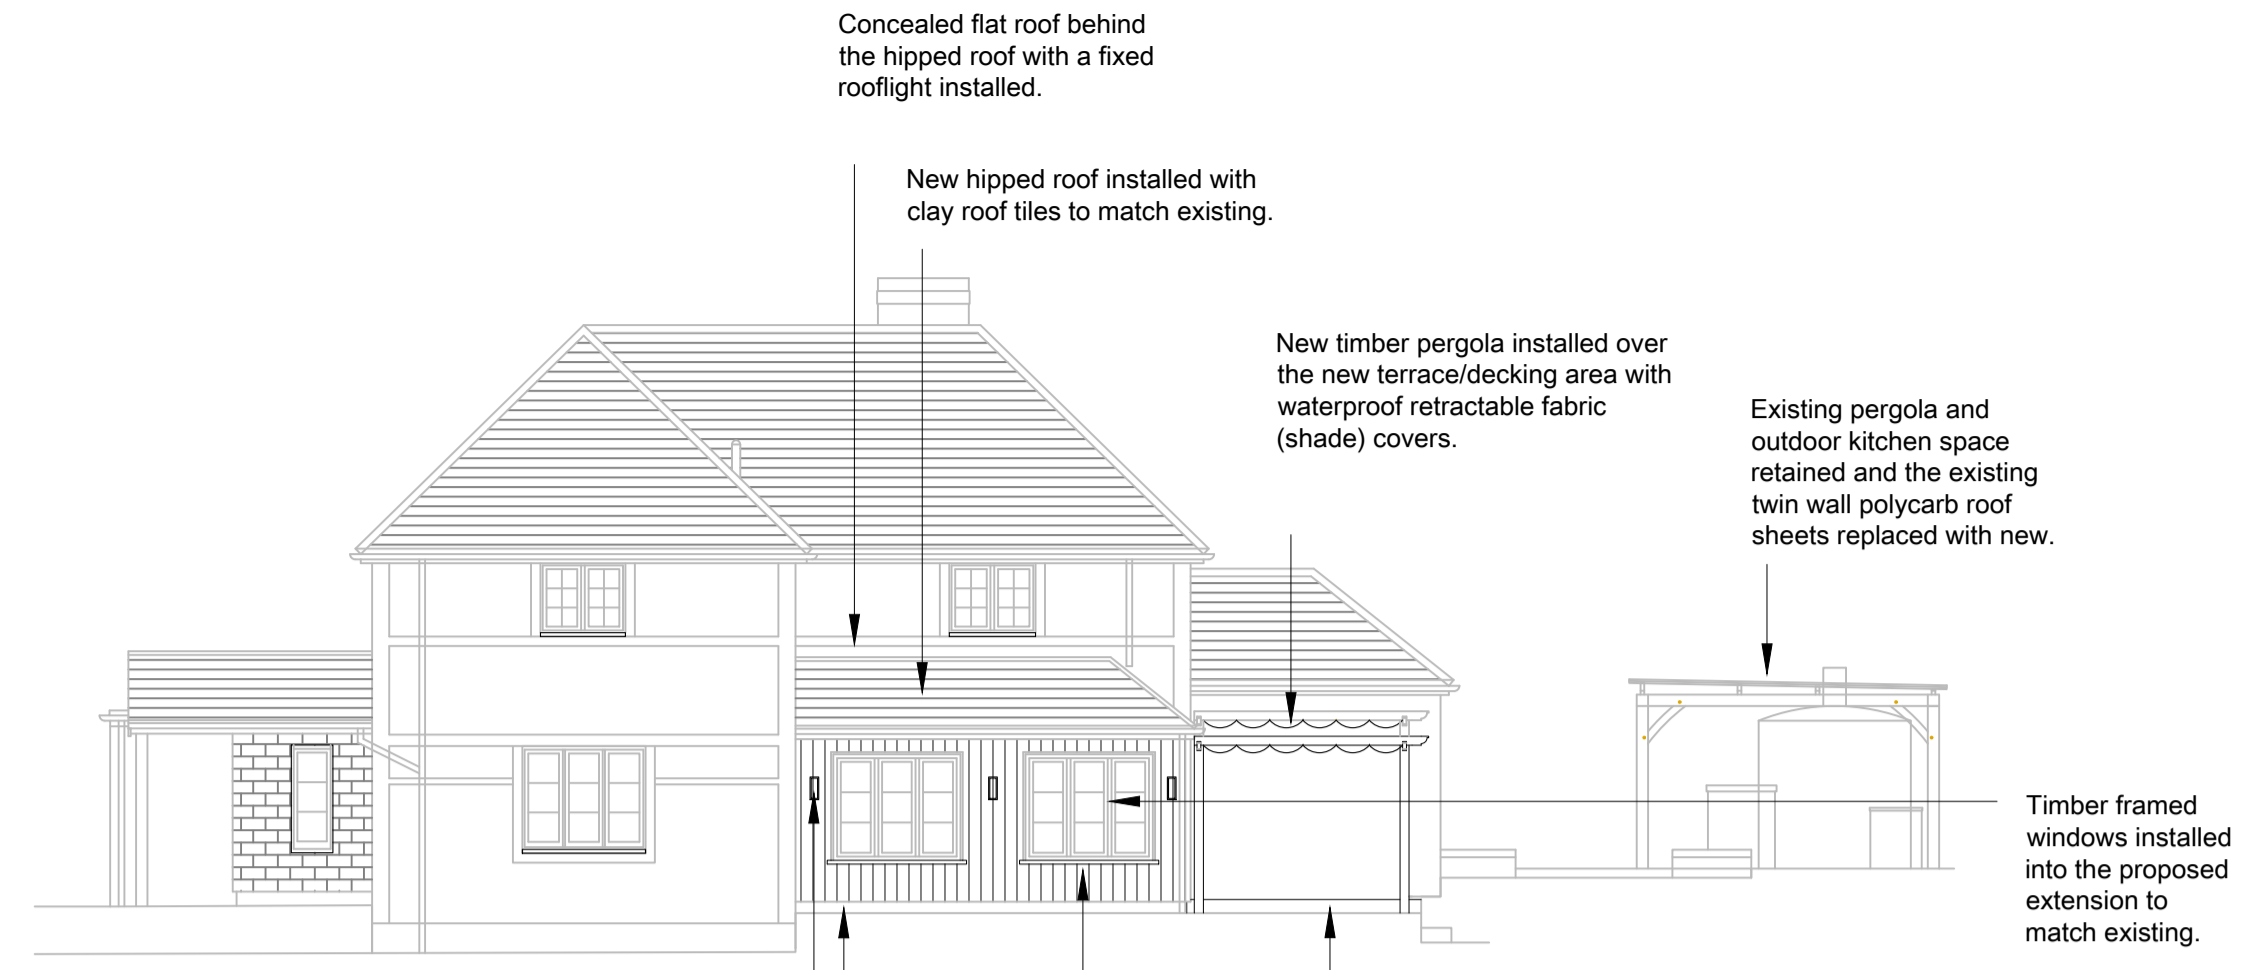 Concealed flat roof behind
the hipped roof with a fixed
rooflight installed.
New hipped roof installed with
clay roof tiles to match existing.
New timber pergola installed over
the new terrace/decking area with
waterproof retractable fabric
(shade) covers.
Existing pergola and
outdoor kitchen space
retained and the existing
twin wall polycarb roof
sheets replaced with new.
Timber framed
windows installed
into the proposed
extension to
match existing.